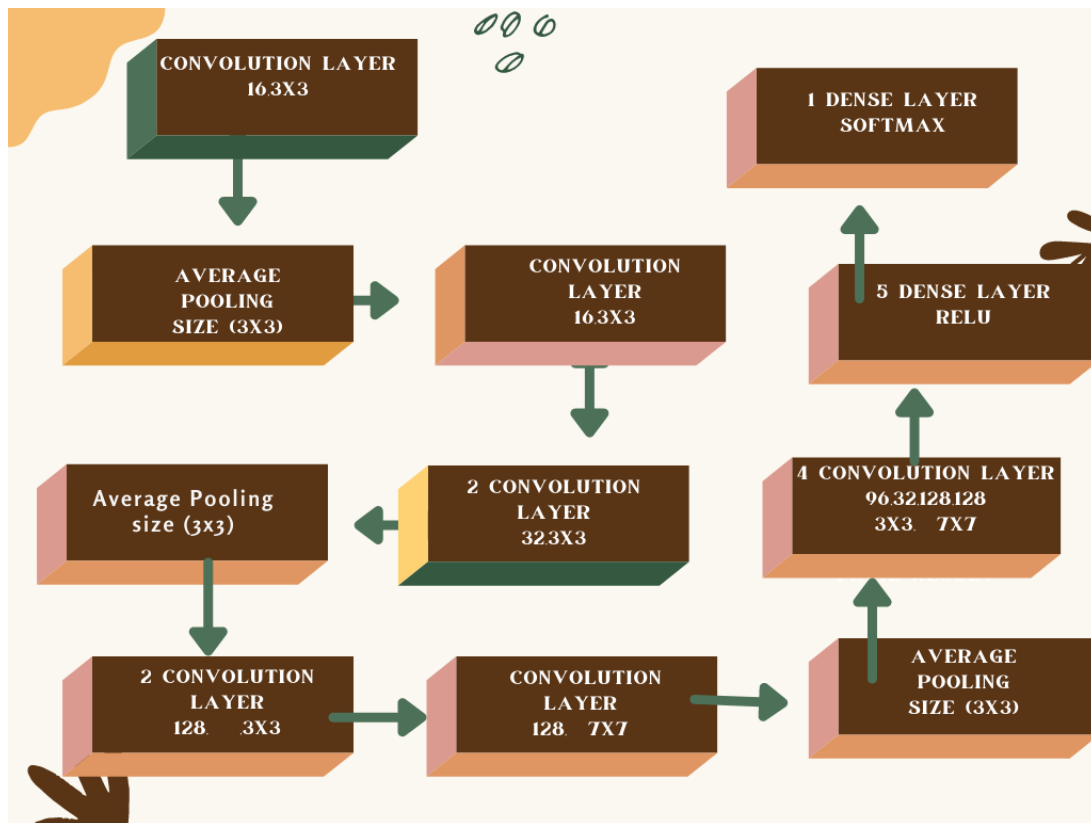 CONVOLUTION LAYER
16,3X3
AVERAGE
POOLING
SIZE (3X3)
CONVOLUTION
LAYER
16,3X3
2 CONVOLUTION
LAYER
32,3X3
Average Pooling
size (3x3)
2 CONVOLUTION
LAYER
128, ,3X3
CONVOLUTION
LAYER
128, 7X7
AVERAGE
POOLING
SIZE (3X3)
4 CONVOLUTION LAYER
96,32,128,128
3X3, 7X7
5 DENSE LAYER
RELU
1 DENSE LAYER
SOFTMAX